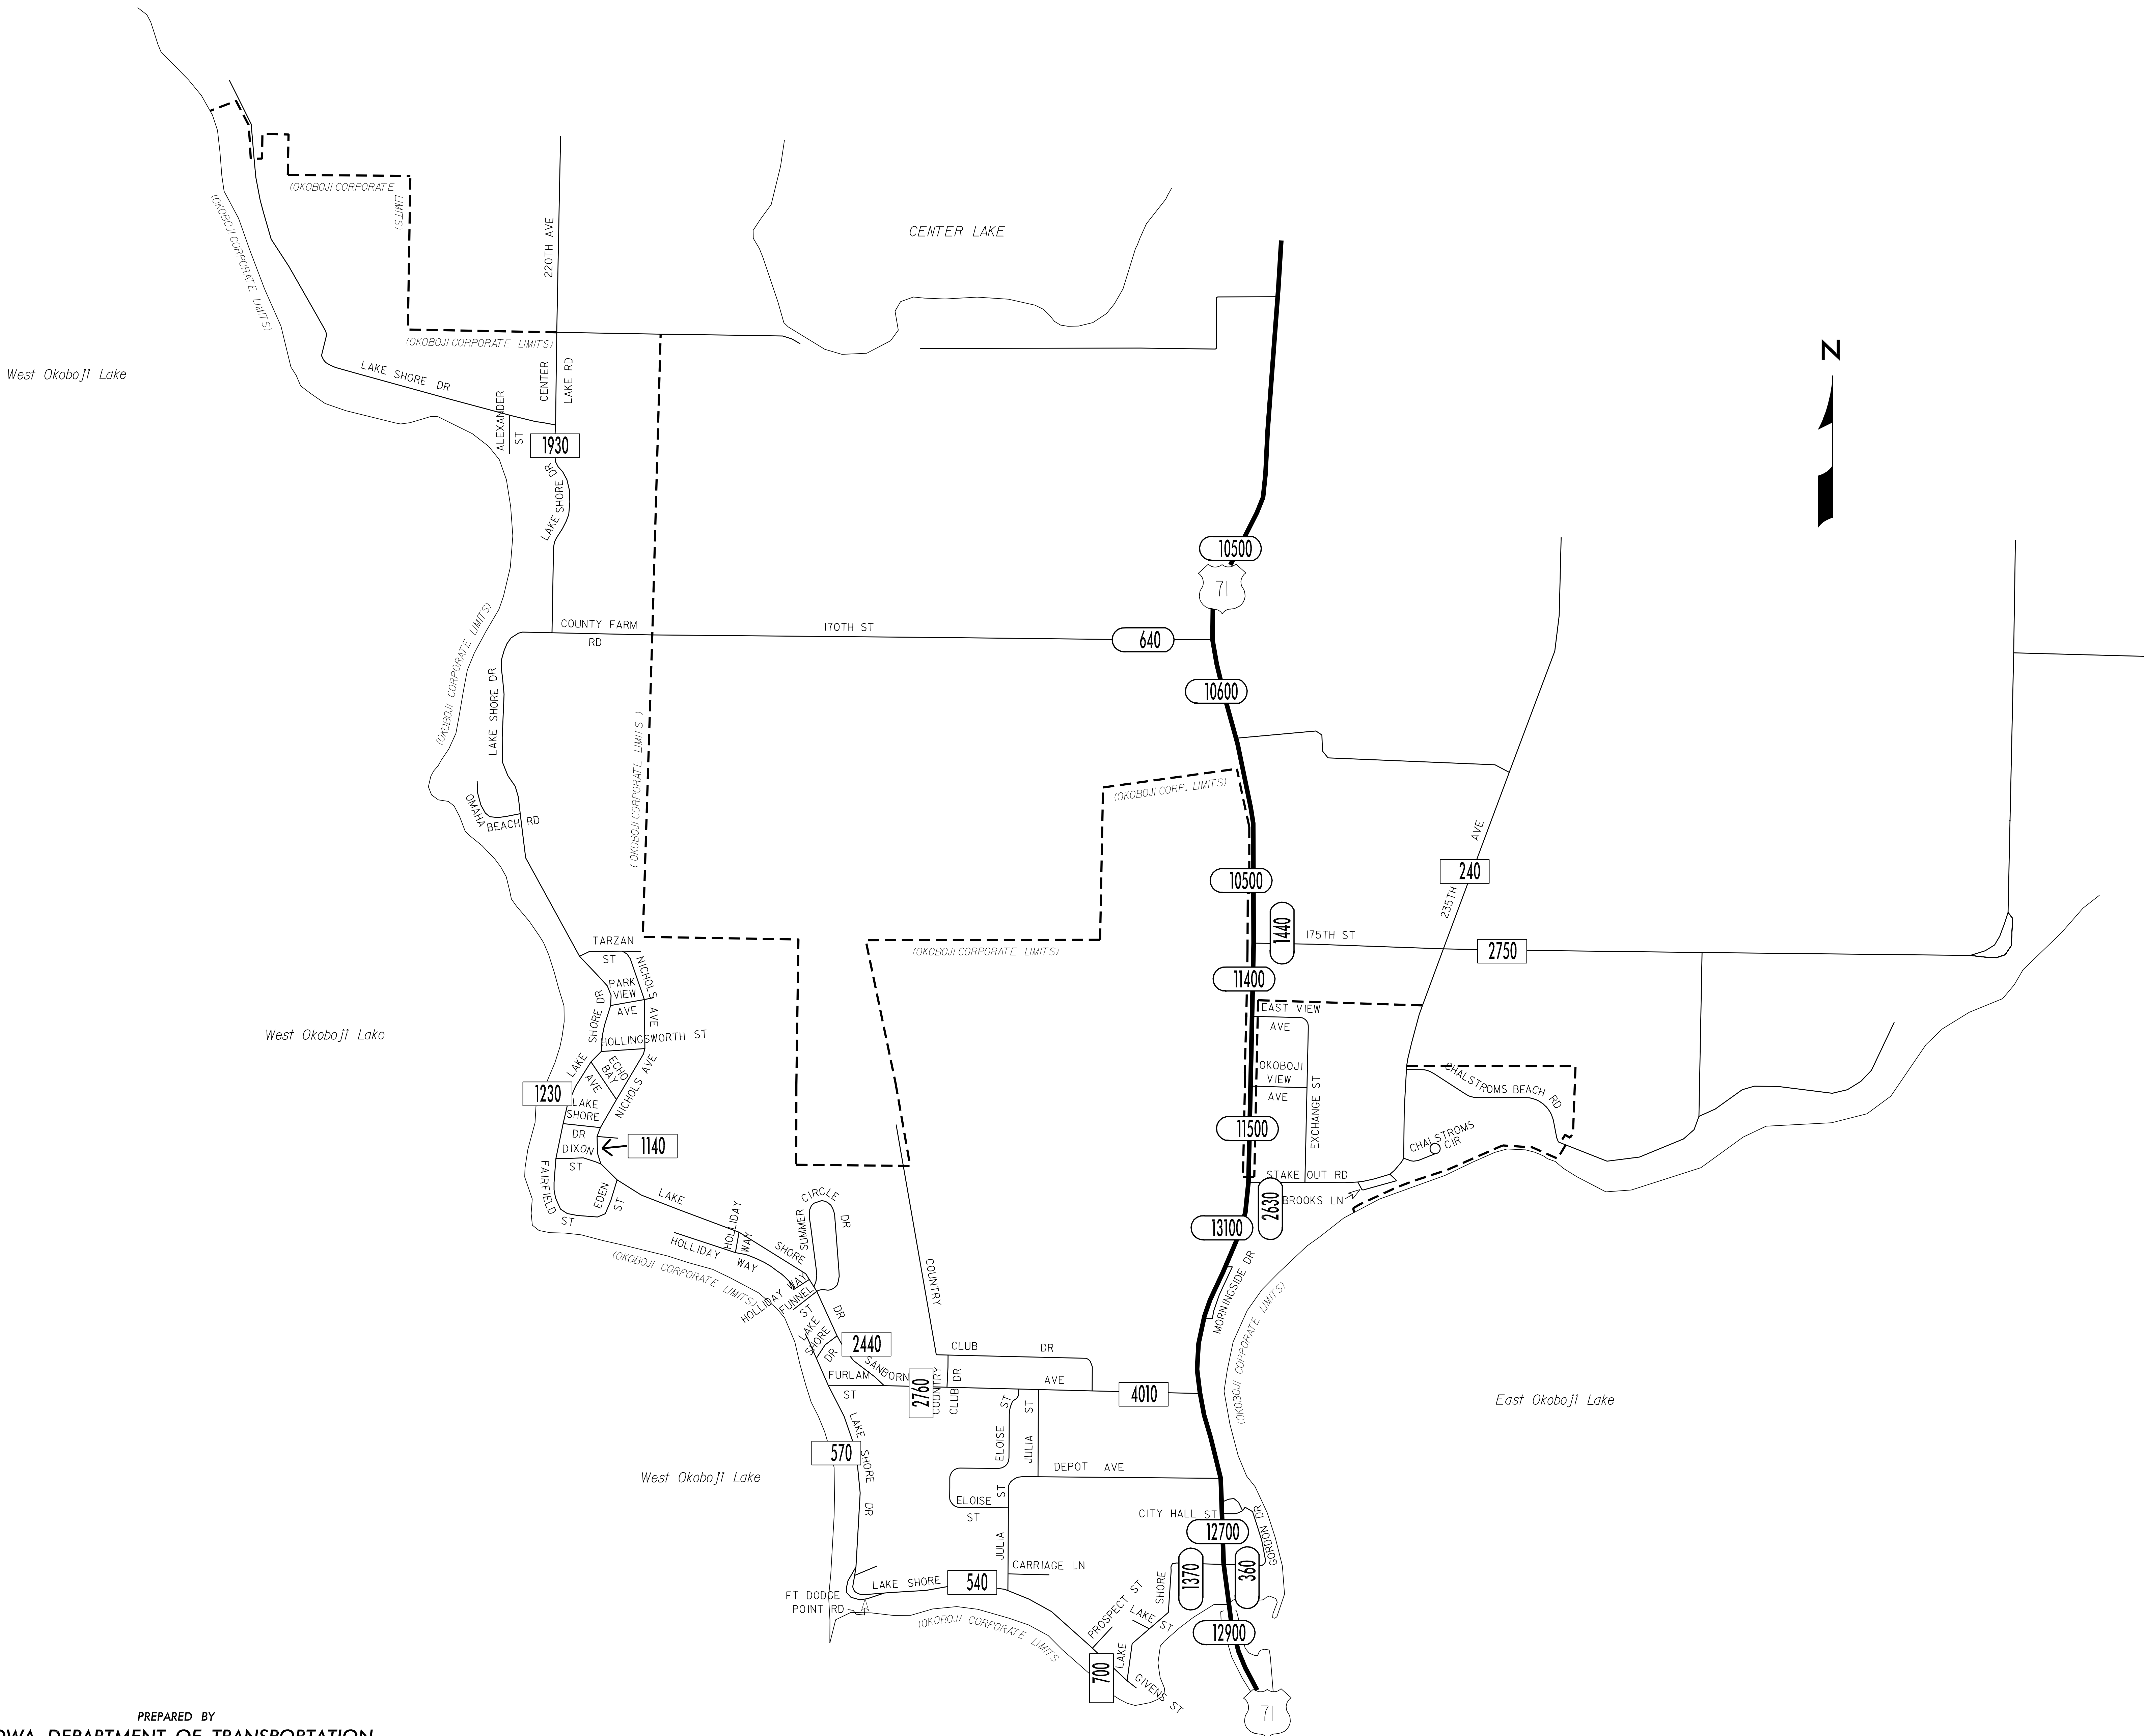 (OKOBOJI CORPORATE
LIMITS)
(OKOBOJI CORPORATE LIMITS)
220TH AVE
CENTER LAKE
(OKOBOJI CORPORATE LIMITS)
N
West Okoboji Lake
LAKE SHORE DR
CENTER
LAKE RD
ALEXANDER
ST
1930
LAKE SHORE DR
10500
71
COUNTY FARM
RD
170TH ST
640
(OKOBOJI CORPORATE LIMITS)
LAKE SHORE DR
10600
( OKOBOJI CORPORATE LIMITS )
(OKOBOJI CORP. LIMITS)
OMAHA
BEACH RD
10500
240
235TH AVE
1440
175TH ST
2750
TARZAN
ST
(OKOBOJI CORPORATE LIMITS)
NICHOLS AVE
11400
PARK
VIEW
AVE
LAKE SHORE DR
EAST VIEW
AVE
West Okoboji Lake
HOLLINGSWORTH ST
ECHO
BAY
AVE
NICHOLS AVE
OKOBOJI
VIEW
AVE
EXCHANGE ST
CHALSTROMS BEACH RD
1230
LAKE
SHORE
DR
11500
DIXON
ST
1140
CHALSTROMS
CIR
FAIRFIELD
ST
EDEN
ST
STAKE OUT RD
BROOKS LN
2630
LAKE SHORE DR
HOLLIDAY
WAY
HOLLIDAY WAY
SUMMER CIRCLE DR
13100
(OKOBOJI CORPORATE LIMITS)
HOLLIDAY WAY
FUNNEL
ST
MORNINGSIDE DR
(OKOBOJI CORPORATE LIMITS)
COUNTRY CLUB DR
LAKE
SHORE
DR
2440
FURLAM
ST
SANBORN AVE
2760
COUNTRY
CLUB DR
4010
East Okoboji Lake
ELOISE ST
JULIA ST
570
LAKE SHORE DR
West Okoboji Lake
DEPOT AVE
ELOISE
ST
JULIA ST
CITY HALL ST
12700
GORDON DR
CARRIAGE LN
1370
360
LAKE SHORE
540
FT DODGE
POINT RD
PROSPECT ST
LAKE ST
LAKE SHORE
(OKOBOJI CORPORATE LIMITS
12900
700
GIVENS ST
71
PREPARED BY
OWA DEPARTMENT OF TRANSPORTATION